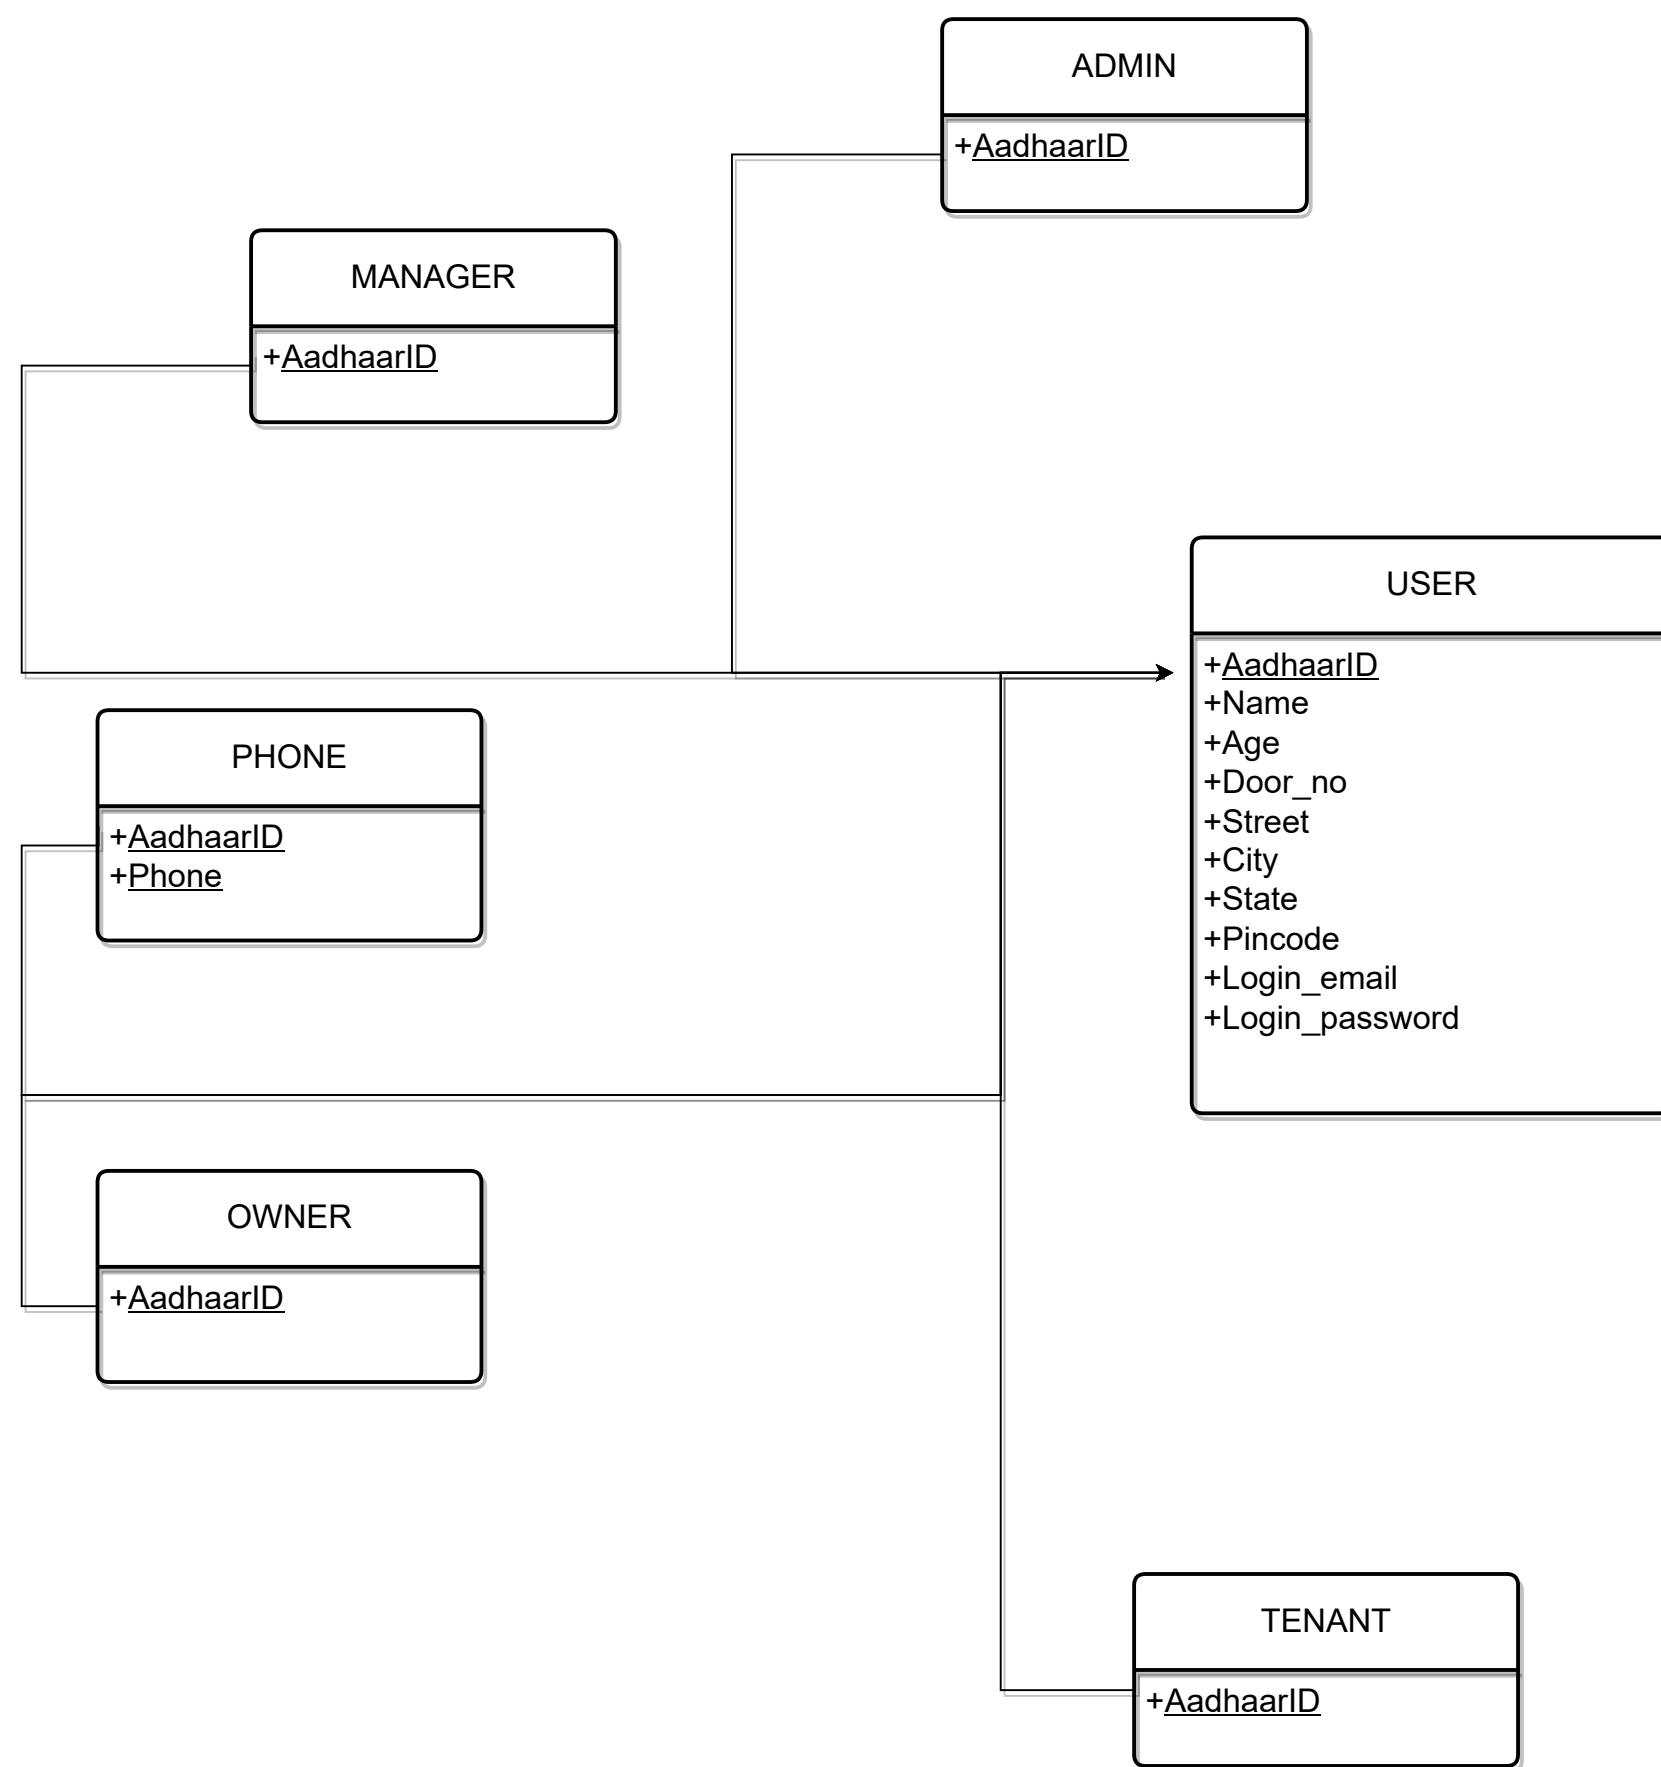 ADMIN
+AadhaarID
MANAGER
+AadhaarID
USER
+AadhaarID
+Name
+Age
+Door_no
+Street
+City
+State
+Pincode
+Login_email
+Login_password
PHONE
+AadhaarID
+Phone
OWNER
+AadhaarID
TENANT
+AadhaarID